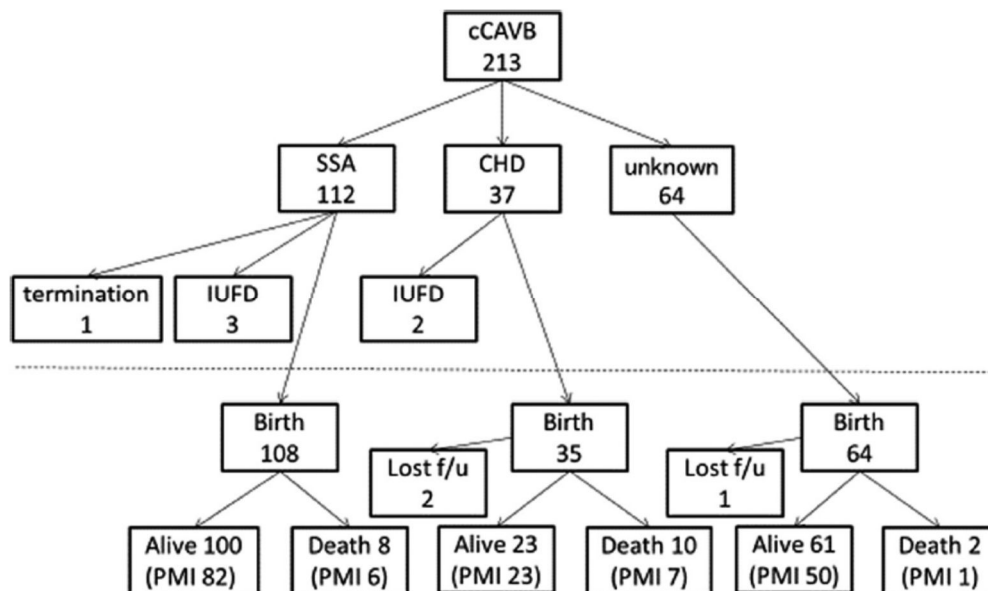 cCAVB
213
SSA
112
CHD
37
unknown
64
termination
1
IUFD
3
IUFD
2
Birth
108
Lost f/u
2
Birth
35
Lost f/u
1
Birth
64
Alive 100
(PMI 82)
Death 8
(PMI 6)
Alive 23
(PMI 23)
Death 10
(PMI 7)
Alive 61
(PMI 50)
Death 2
(PMI 1)